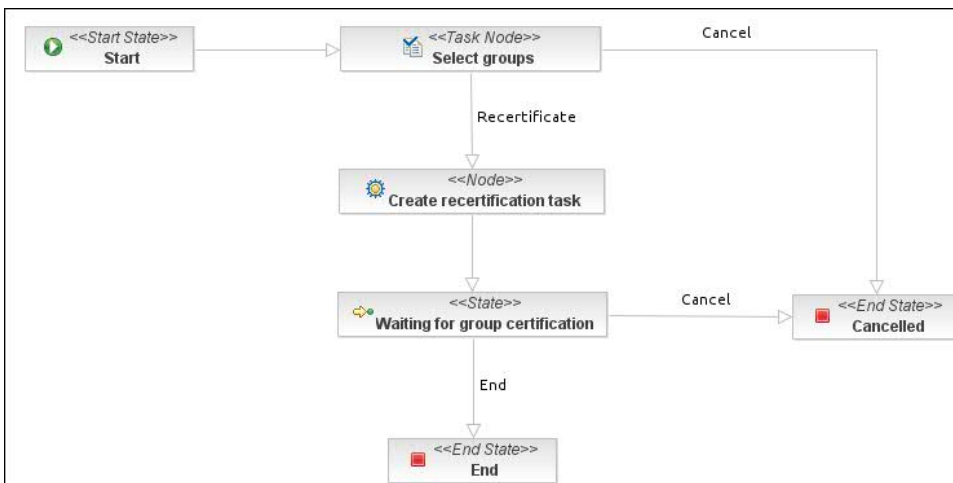 <<Start State>>
Start
<<Task Node>>
Select groups
Cancel
Recertificate
<<Node>>
Create recertification task
<<State>>
Waiting for group certification
Cancel
<<End State>>
Cancelled
End
<<End State>>
End